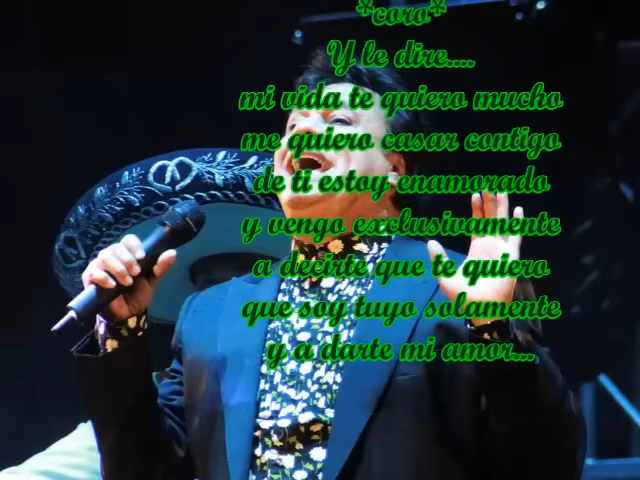 *coro*
Y le dire....
mi vida te quiero mucho
me quiero casar contigo
de ti estoy enamorado
y vengo exclusivamente
a decirte que te quiero
que soy tuyo solamente
y a darte mi amor...